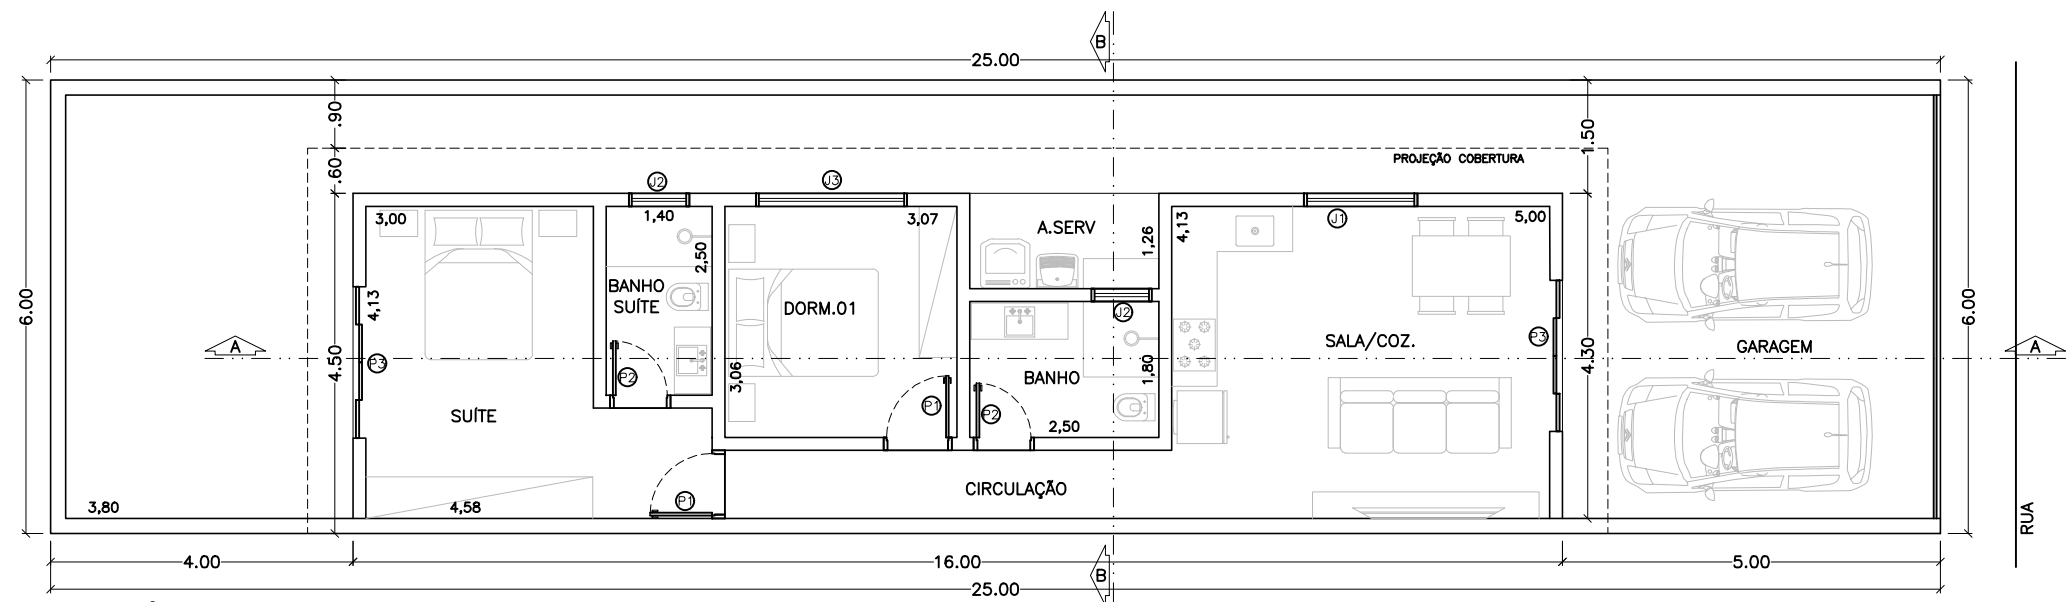 B
25.00
.90
1.50
PROJEÇÃO COBERTURA
.60
J2
J3
3,00
1,40
3,07
J1
5,00
4,13
A.SERV
1,26
2,50
BANHO
SUÍTE
4,13
DORM.01
J2
6.00
6.00
A
P3
4.50
P2
3,06
BANHO
1,80
SALA/COZ.
P3
4.30
GARAGEM
A
SUÍTE
P1
P2
2,50
CIRCULAÇÃO
P1
3,80
4,58
RUA
4.00
16.00
B
5.00
25.00